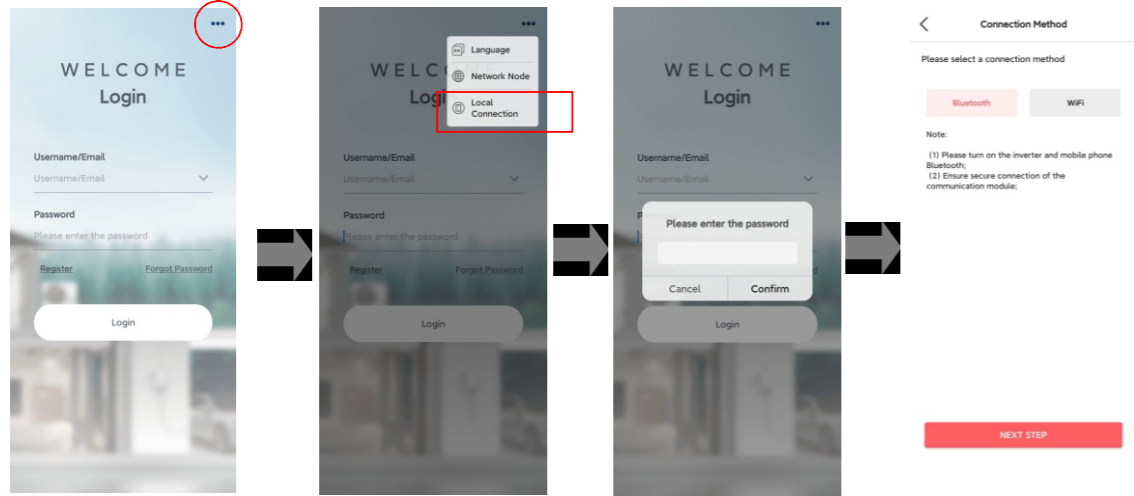 •••
WELCOME
Login
Username/Email
Username/Email
Password
Please enter the password
Register Forgot Password
Login
•••
Language
Network Node
Local
Connection
WELC
Logi
Username/Email
Username/Email
Password
Please enter the password
Register Forgot Password
Login
•••
WELCOME
Login
Username/Email
Username/Email
P
Please enter the password
Cancel Confirm
d
Login
Connection Method
Please select a connection method
Bluetooth WiFi
Note:
(1) Please turn on the inverter and mobile phone
Bluetooth;
(2) Ensure secure connection of the
communication module;
NEXT STEP